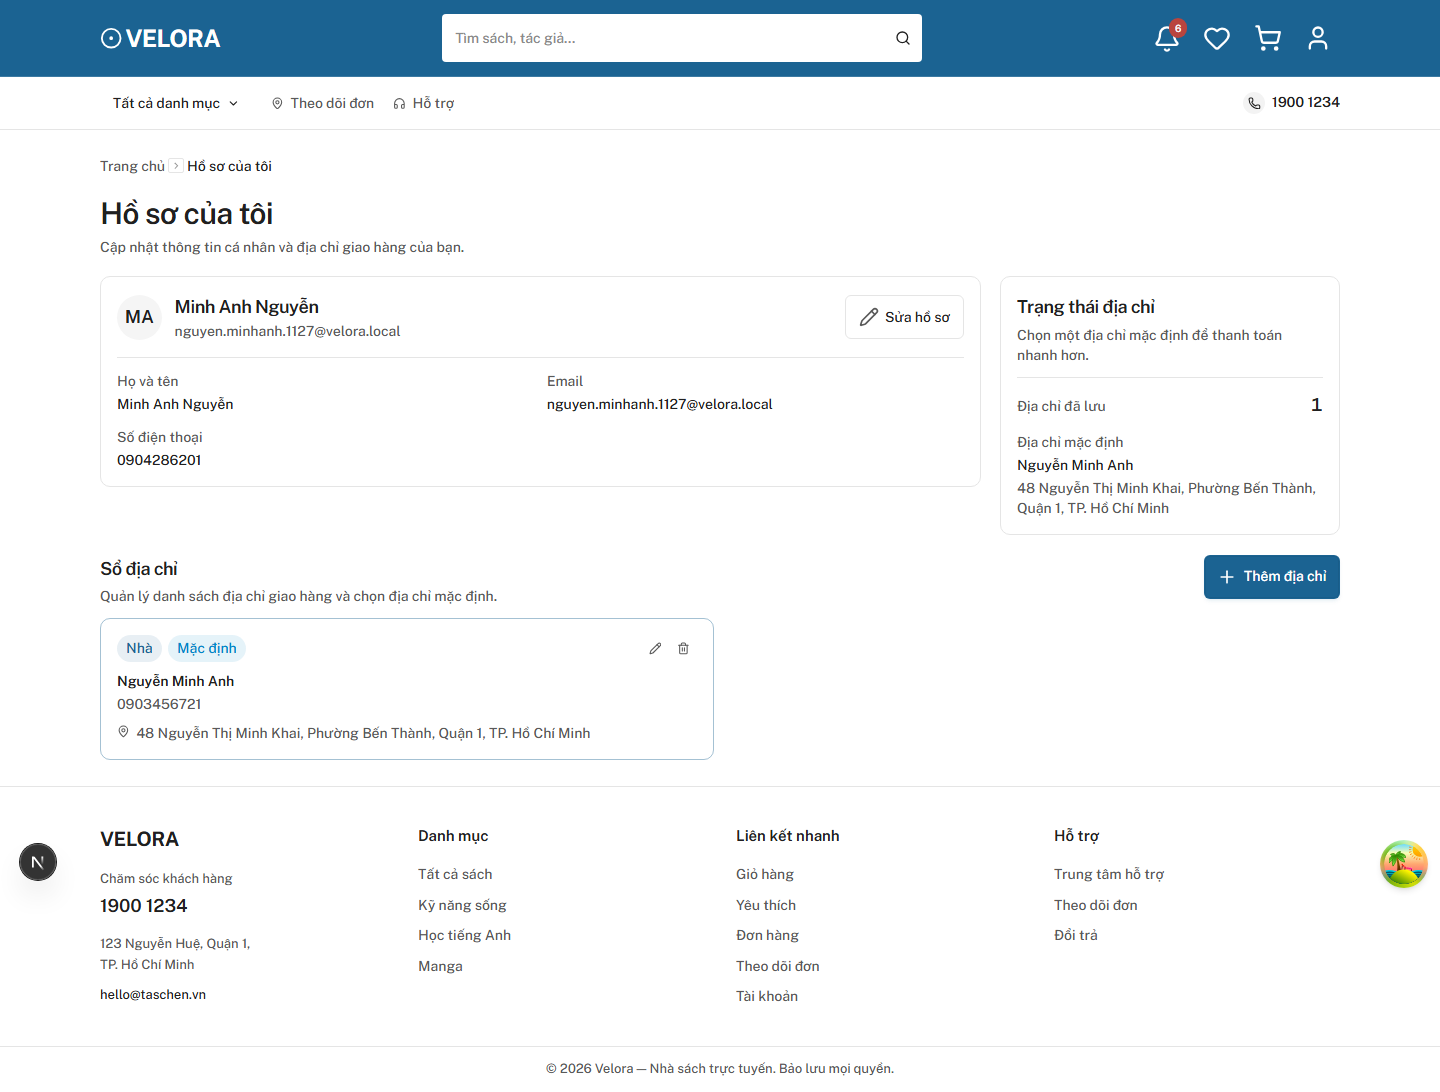 VELORA
Tìm sách, tác giả...
6
Tất cả danh mục
Theo dõi đơn
Hỗ trợ
1900 1234
Trang chủ
Hồ sơ của tôi
Hồ sơ của tôi
Cập nhật thông tin cá nhân và địa chỉ giao hàng của bạn.
MA
Minh Anh Nguyễn
nguyen.minhanh.1127@velora.local
Sửa hồ sơ
Họ và tên
Minh Anh Nguyễn
Email
nguyen.minhanh.1127@velora.local
Số điện thoại
0904286201
Trạng thái địa chỉ
Chọn một địa chỉ mặc định để thanh toán
nhanh hơn.
Địa chỉ đã lưu
1
Địa chỉ mặc định
Nguyễn Minh Anh
48 Nguyễn Thị Minh Khai, Phường Bến Thành,
Quận 1, TP. Hồ Chí Minh
Sổ địa chỉ
Quản lý danh sách địa chỉ giao hàng và chọn địa chỉ mặc định.
Thêm địa chỉ
Nhà
Mặc định
Nguyễn Minh Anh
0903456721
48 Nguyễn Thị Minh Khai, Phường Bến Thành, Quận 1, TP. Hồ Chí Minh
VELORA
Chăm sóc khách hàng
1900 1234
123 Nguyễn Huệ, Quận 1,
TP. Hồ Chí Minh
hello@taschen.vn
Danh mục
Tất cả sách
Kỹ năng sống
Học tiếng Anh
Manga
Liên kết nhanh
Giỏ hàng
Yêu thích
Đơn hàng
Theo dõi đơn
Tài khoản
Hỗ trợ
Trung tâm hỗ trợ
Theo dõi đơn
Đổi trả
N
© 2026 Velora — Nhà sách trực tuyến. Bảo lưu mọi quyền.